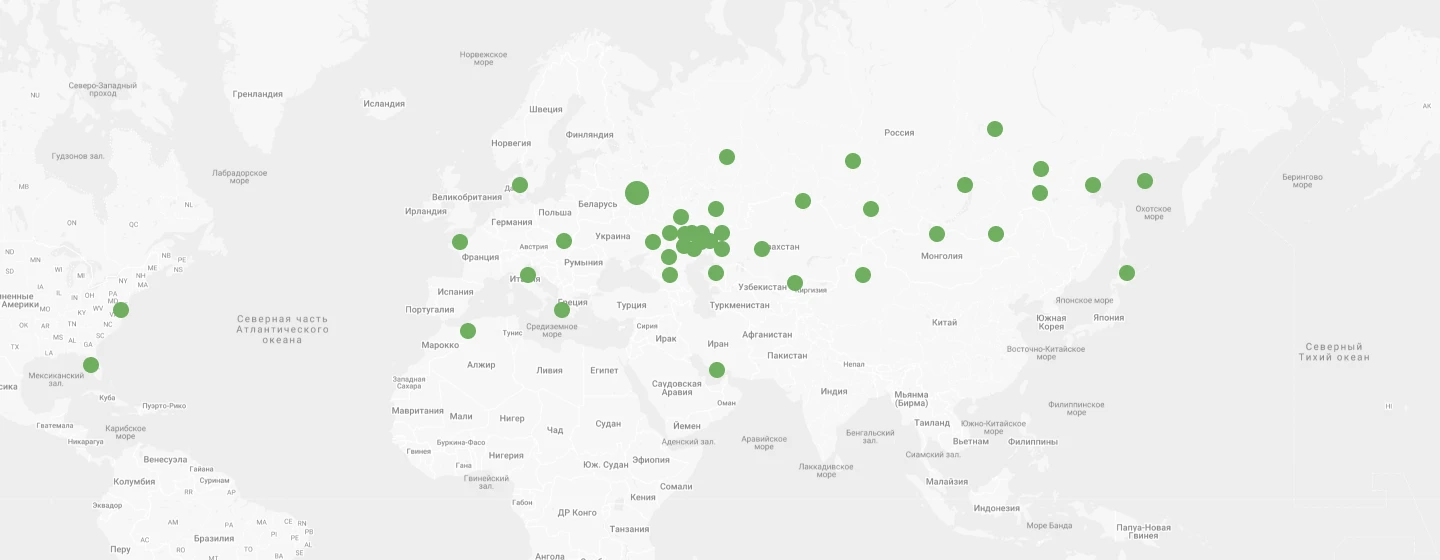 Норвежское
море
Северо-Западный
проход
NU
Гренландия
Исландия
AK
Швеция
Финляндия
Россия
Норвегия
Гудзонов зал.
Лабрадорское
море
Берингово
море
MB
Великобритания
NL
Беларусь
Ирландия
Польша
Охотское
море
ON
QC
Германия
Украина
Австрия
ND
MN
NB
PE
Франция
Румыния
Монголия
SD
WI
MI
ME
NS
NY
NH
MA
IA
IL
IN
OH
PA
MD
ненные
Америки
Испания
Узбекистан
Киргизия
Греция
Японское море
MO
KY
WV
Португалия
Турция
Туркменистан
Северная часть
Атлантического
океана
Южная
Корея
Япония
OK
AR
TN
NC
Сирия
Средиземное
море
Тунис
Китай
MS
AL
GA
SC
TX
LA
Марокко
Ирак
Иран
Афганистан
Пакистан
Восточно-Китайское
море
Северный
Тихий океан
Алжир
Ливия
Египет
Непал
Мексиканский
зал.
сика
Западная
Сахара
Саудовская
Аравия
Индия
Мьянма
(Бирма)
Куба
Пуэрто-Рико
Оман
Филиппинское
море
HI
Мавритания
Мали
Нигер
Чад
Судан
Йемен
Таиланд
Южно-Китайское
море
Гватемала
Карибское
море
Никарагуа
Буркина-Фасо
Аденский зал.
Аравийское
море
Бенгальский
зал.
Вьетнам
Филиппины
Гвинея
Нигерия
Сиамский зал.
Венесуэла
Гайана
Гана
Юж. Судан
Эфиопия
Лаккадивское
море
Колумбия
Суринам
Гвинейский
зал.
Сомали
Малайзия
RR
AP
Кения
Эквадор
Габон
ДР Конго
Индонезия
AM
PA
MA
CE
RN
Танзания
Море Банда
Папуа-Новая
Гвинея
PB
AC
Бразилия
TO
PI
PE
AL
Перу
RO
MT
BA
SE
Ангола